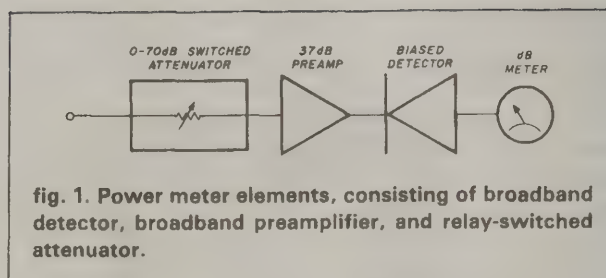 0-70dB SWITCHED
ATTENUATOR
37dB
PREAMP
BIASED
DETECTOR
dB
METER
fig. 1. Power meter elements, consisting of broadband
detector, broadband preamplifier, and relay-switched
attenuator.